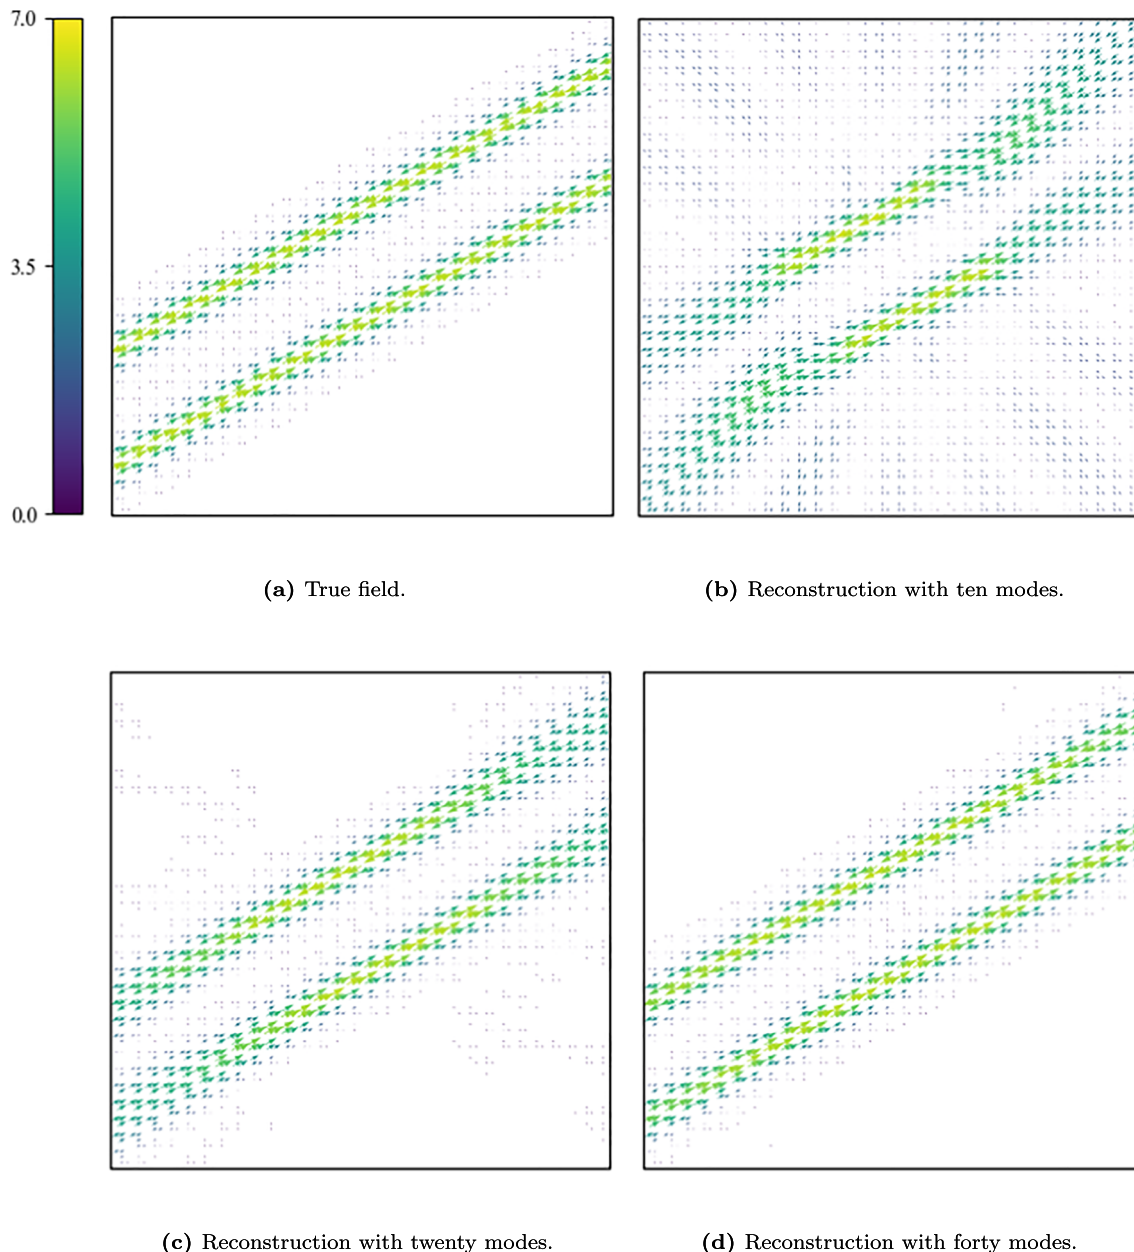 7.0
3.5
0.0
(a) True field.
(b) Reconstruction with ten modes.
(c) Reconstruction with twenty modes.
(d) Reconstruction with forty modes.